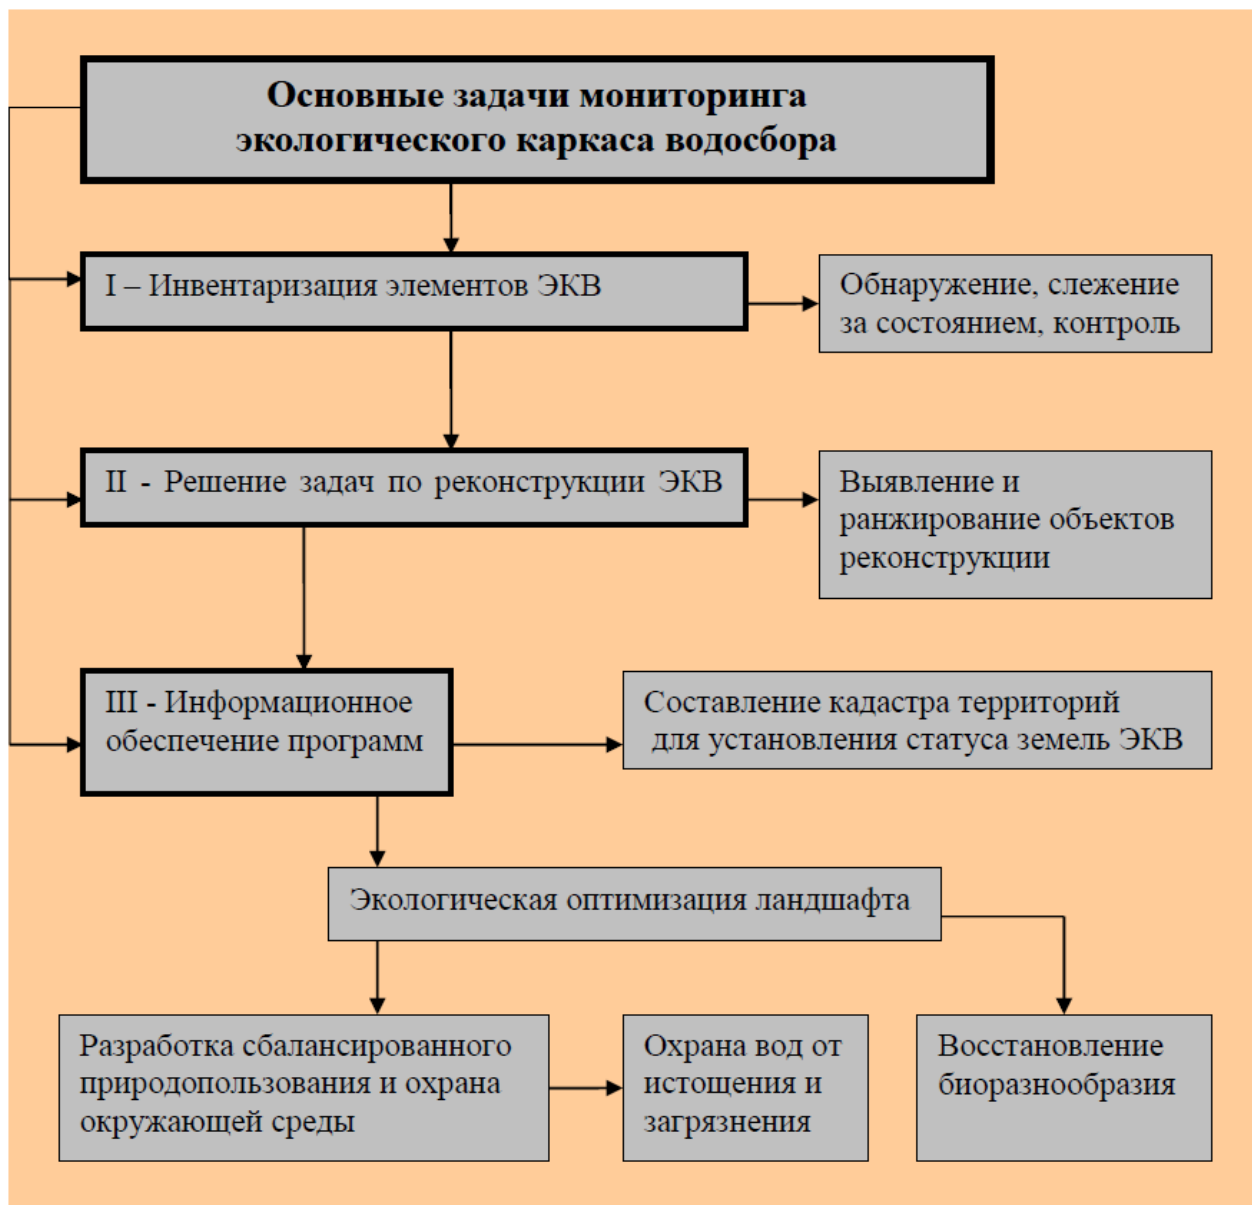 Основные задачи мониторинга
экологического каркаса водосбора
I – Инвентаризация элементов ЭКВ
Обнаружение, слежение
за состоянием, контроль
II - Решение задач по реконструкции ЭКВ
Выявление и
ранжирование объектов
реконструкции
III - Информационное
обеспечение программ
Составление кадастра территорий
для установления статуса земель ЭКВ
Экологическая оптимизация ландшафта
Разработка сбалансированного
природопользования и охрана
окружающей среды
Охрана вод от
истощения и
загрязнения
Восстановление
биоразнообразия